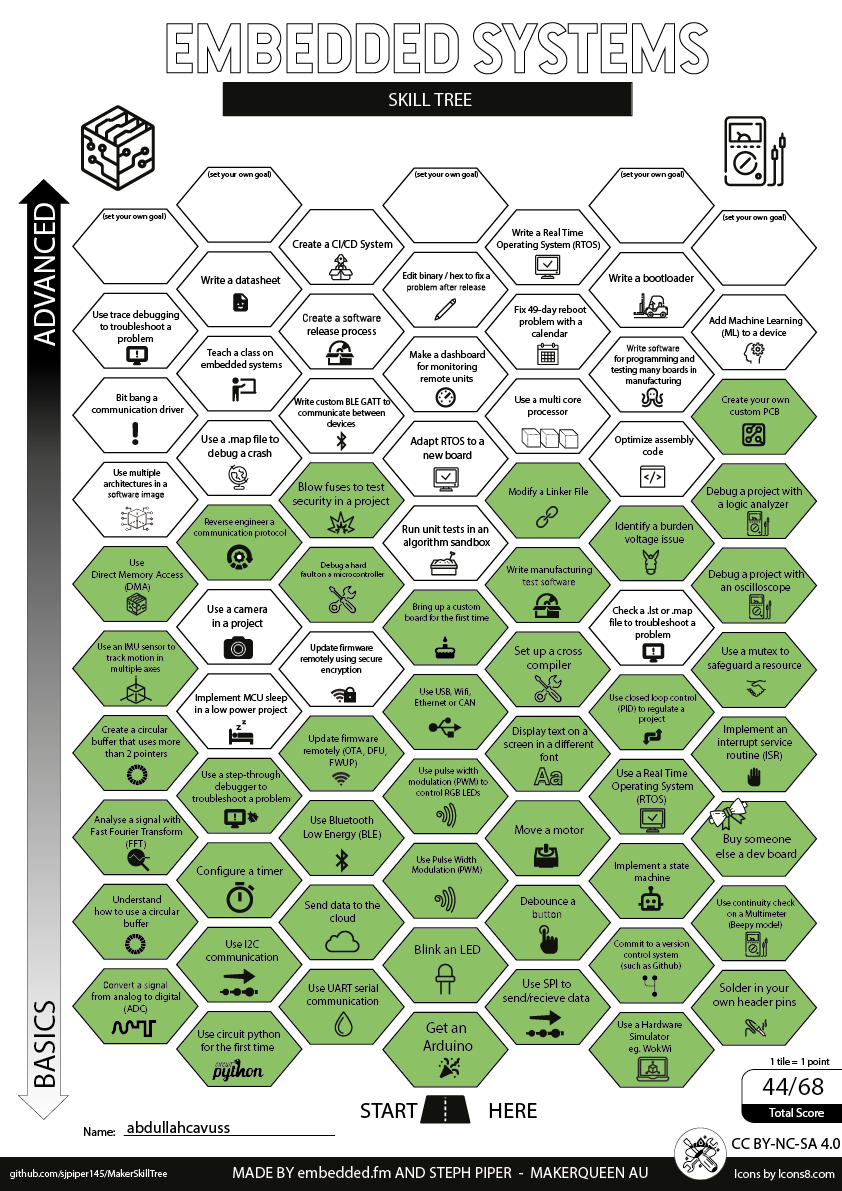 EMBEDDED SYSTEMS
SKILL TREE
ADVANCED
BASICS
(set your own goal)
(set your own goal)
(set your own goal)
(set your own goal)
(set your own goal)
Create a CI/CD System
Write a Real Time
Operating System (RTOS)
Write a datasheet
Edit binary / hex to fix a
problem after release
Write a bootloader
Use trace debugging
to troubleshoot a
problem
Create a software
release process
Fix 49-day reboot
problem with a
calendar
Add Machine Learning
(ML) to a device
Teach a class on
embedded systems
Make a dashboard
for monitoring
remote units
Write software
for programming and
testing many boards in
manufacturing
Bit bang a
communication driver
Write custom BLE GATT to
communicate between
devices
Use a multi core
processor
Create your own
custom PCB
Use a .map file to
debug a crash
Adapt RTOS to a
new board
Optimize assembly
code
Use multiple
architectures in a
software image
Blow fuses to test
security in a project
Modify a Linker File
Debug a project with
a logic analyzer
Reverse engineer a
communication protocol
Run unit tests in an
algorithm sandbox
Identify a burden
voltage issue
Use
Direct Memory Access
(DMA)
Debug a hard
fault on a microcontroller
Write manufacturing
test software
Debug a project with
an oscilloscope
Use a camera
in a project
Bring up a custom
board for the first time
Check a .lst or .map
file to troubleshoot a
problem
Use an IMU sensor to
track motion in
multiple axes
Update firmware
remotely using secure
encryption
Set up a cross
compiler
Use a mutex to
safeguard a resource
Implement MCU sleep
in a low power project
Use USB, Wifi,
Ethernet or CAN
Use closed loop control
(PID) to regulate a
project
Create a circular
buffer that uses more
than 2 pointers
Update firmware
remotely (OTA, DFU,
FWUP)
Display text on a
screen in a different
font
Aa
Implement an
interrupt service
routine (ISR)
Use a step-through
debugger to
troubleshoot a problem
Use pulse width
modulation (PWM) to
control RGB LEDs
Use a Real Time
Operating System
(RTOS)
Analyse a signal with
Fast Fourier Transform
(FFT)
Use Bluetooth
Low Energy (BLE)
Move a motor
Buy someone
else a dev board
Configure a timer
Use Pulse Width
Modulation (PWM)
Implement a state
machine
Understand
how to use a circular
buffer
Send data to the
cloud
Debounce a
button
Use continuity check
on a Multimeter
(Beepy mode!)
Use I2C
communication
Blink an LED
Commit to a version
control system
(such as Github)
Convert a signal
from analog to digital
(ADC)
Use UART serial
communication
Use SPI to
send/recieve data
Solder in your
own header pins
Use circuit python
for the first time
CIRCUIT
python
Get an
Arduino
Use a Hardware
Simulator
eg. WokWi
1 tile = 1 point
44/68
Total Score
START HERE
Name: abdullahcavuss
CC BY-NC-SA 4.0
github.com/sjpiper145/MakerSkillTree
MADE BY embedded.fm AND STEPH PIPER - MAKERQUEEN AU
Icons by Icons8.com